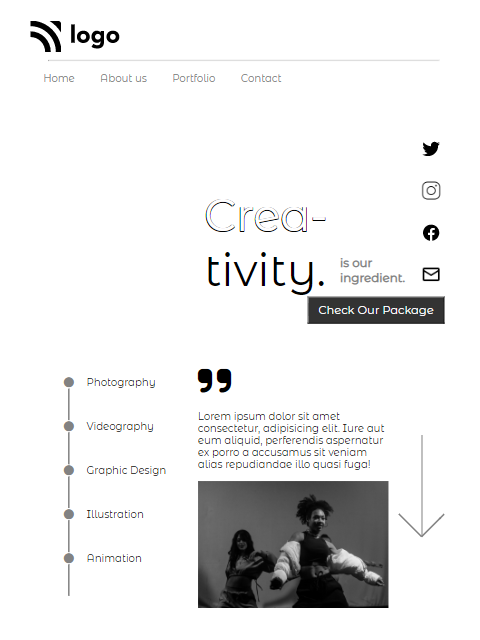 logo
Home About us Portfolio Contact
Crea-
tivity.
is our
ingredient.
Check Our Package
Photography
Videography
Graphic Design
Illustration
Animation
Lorem ipsum dolor sit amet
consectetur, adipisicing elit. Iure aut
eum aliquid, perferendis aspernatur
ex porro a accusamus sit veniam
alias repudiandae illo quasi fuga!